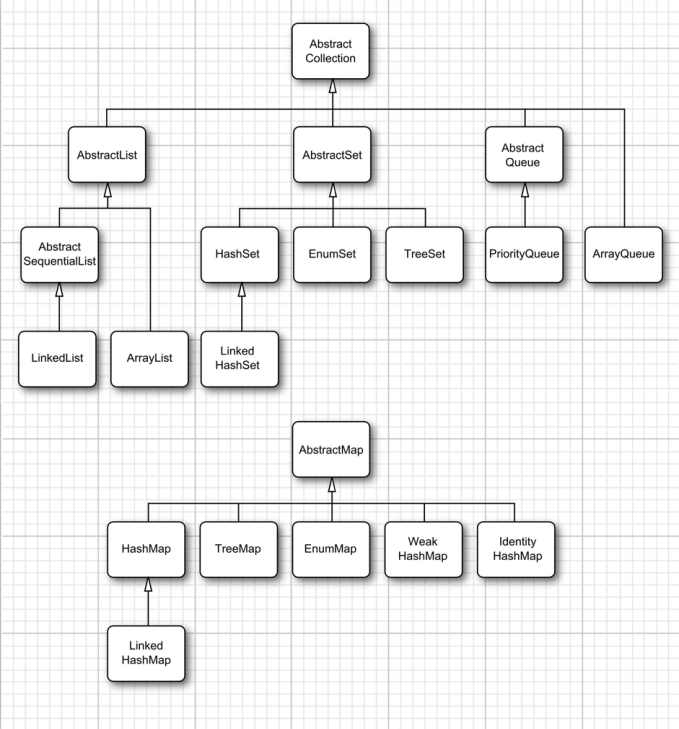 Abstract
Collection
AbstractList
AbstractSet
Abstract
Queue
Abstract
SequentialList
HashSet
EnumSet
TreeSet
PriorityQueue
ArrayQueue
LinkedList
ArrayList
Linked
HashSet
AbstractMap
HashMap
TreeMap
EnumMap
Weak
HashMap
Identity
HashMap
Linked
HashMap